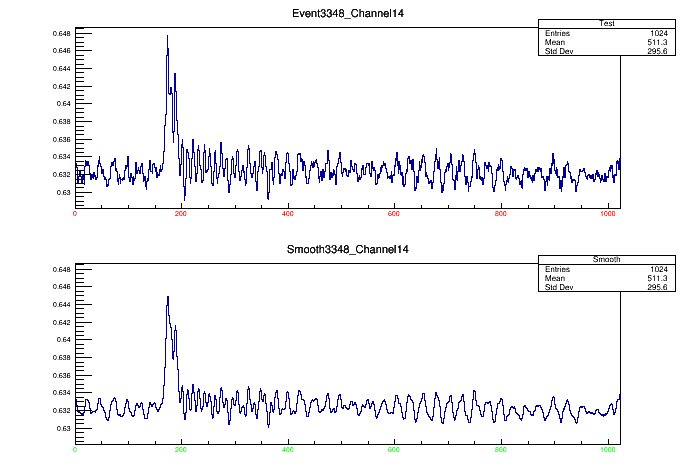 Event3348_Channel14
Test
Entries 1024
Mean 511.3
Std Dev 295.6
0.648
0.646
0.644
0.642
0.64
0.638
0.636
0.634
0.632
0.63
0 200 400 600 800 1000
Smooth3348_Channel14
Smooth
Entries 1024
Mean 511.3
Std Dev 295.6
0.648
0.646
0.644
0.642
0.64
0.638
0.636
0.634
0.632
0.63
0 200 400 600 800 1000